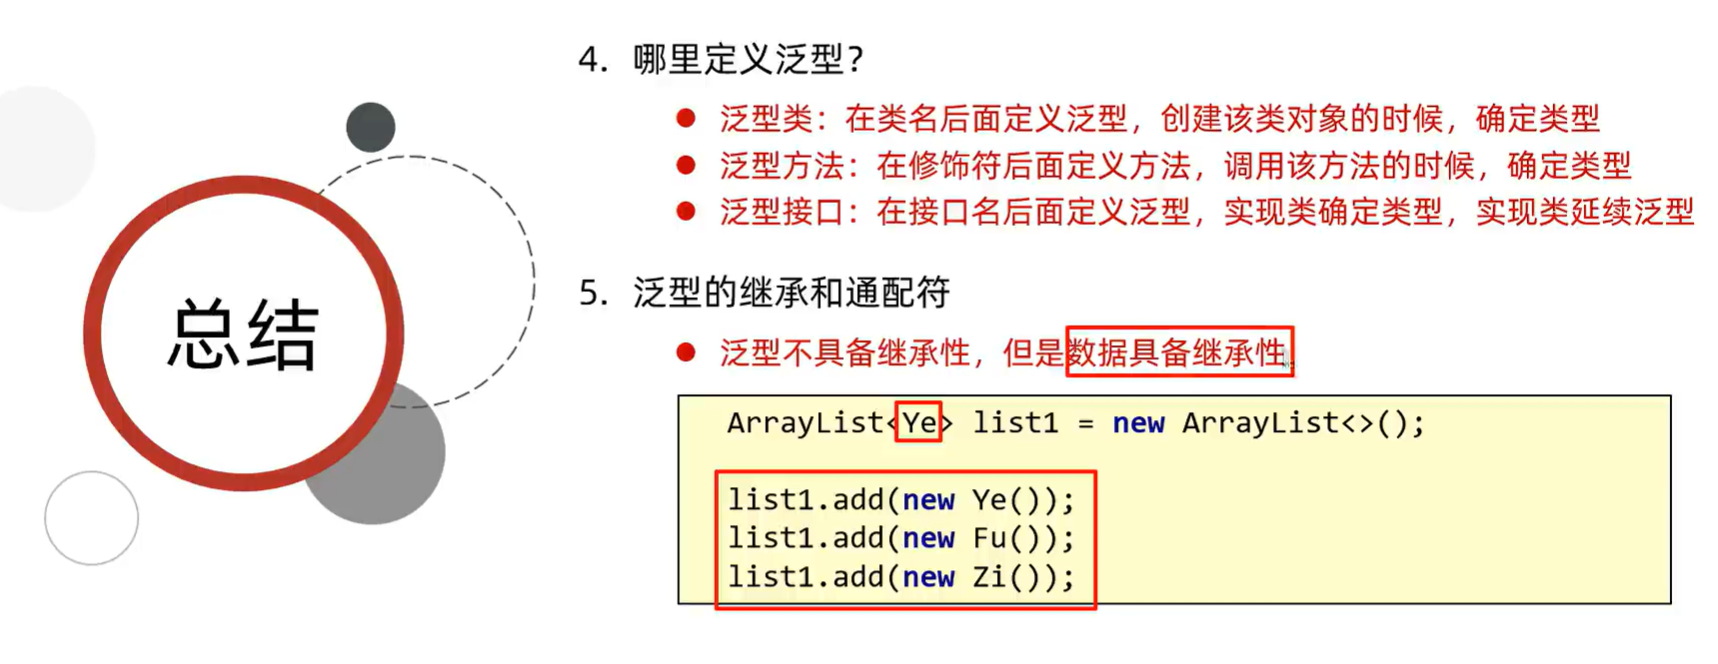 总结
4. 哪里定义泛型？
泛型类：在类名后面定义泛型，创建该类对象的时候，确定类型
泛型方法：在修饰符后面定义方法，调用该方法的时候，确定类型
泛型接口：在接口名后面定义泛型，实现类确定类型，实现类延续泛型
5. 泛型的继承和通配符
泛型不具备继承性，但是数据具备继承性
ArrayList<Ye> list1 = new ArrayList<>();
list1.add(new Ye());
list1.add(new Fu());
list1.add(new Zi());